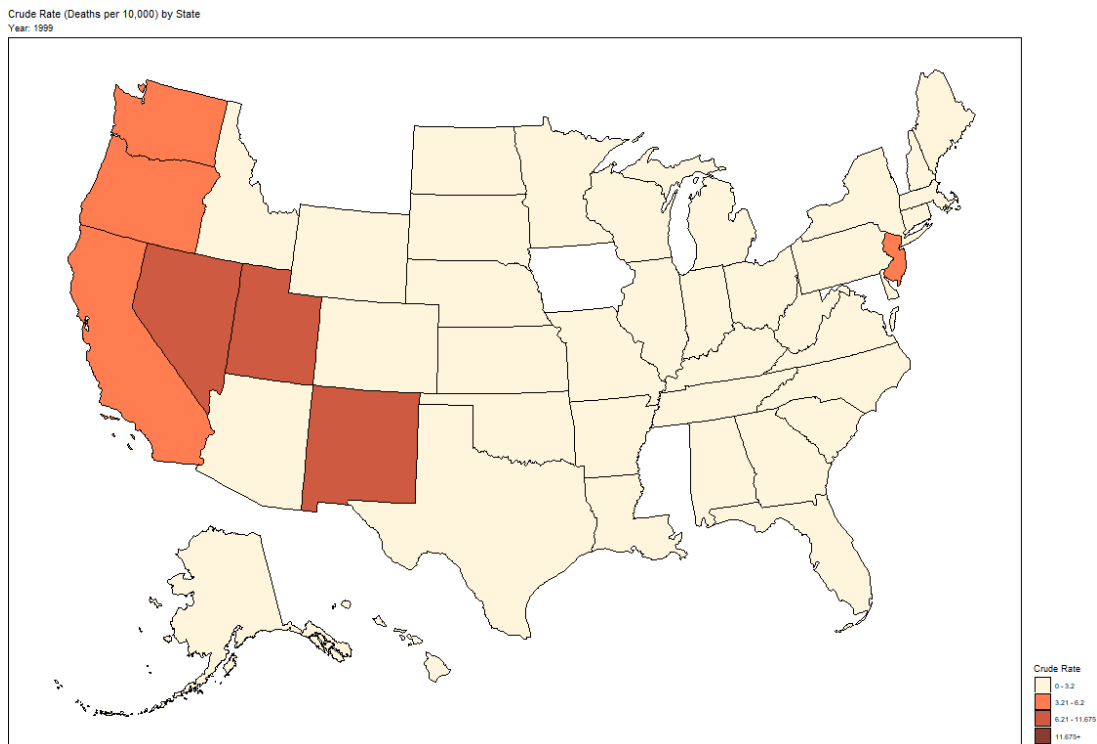 Crude Rate (Deaths per 10,000) by State
Year: 1999
Crude Rate
0 - 3.2
3.21 - 6.2
6.21 - 11.675
11.675+